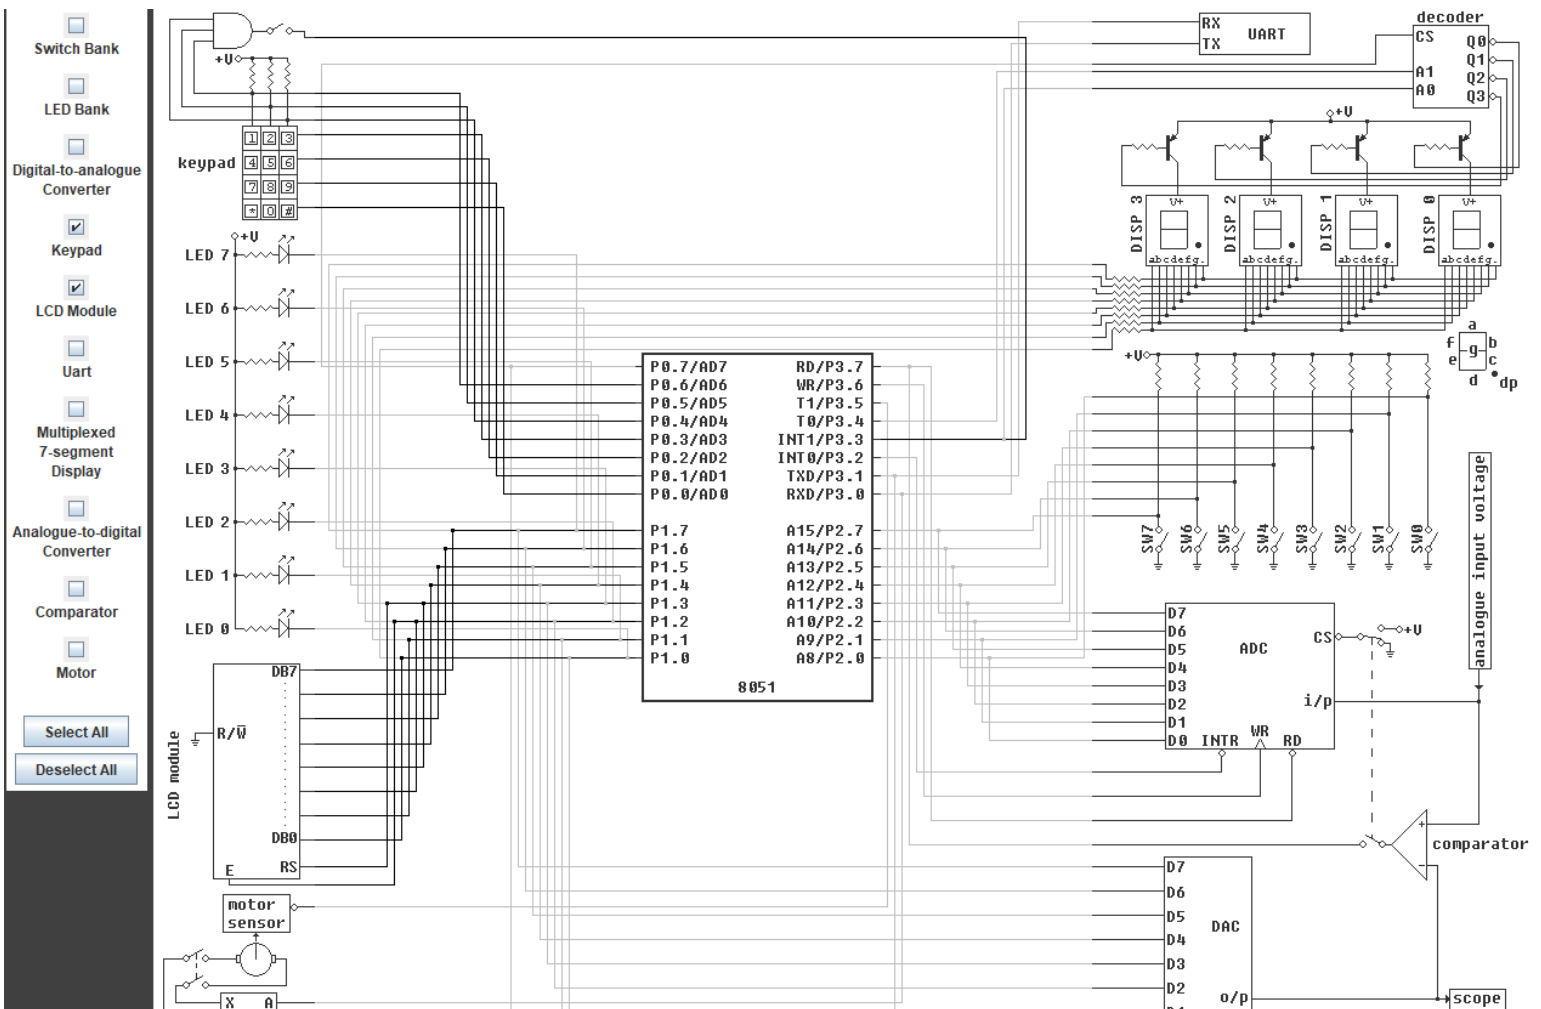 Switch Bank
LED Bank
Digital-to-analogue
Converter
Keypad
LCD Module
Uart
Multiplexed
7-segment
Display
Analogue-to-digital
Converter
Comparator
Motor
Select All
Deselect All
+V
keypad
1 2 3
4 5 6
7 8 9
* 0 #
+V
LED 7
LED 6
LED 5
LED 4
LED 3
LED 2
LED 1
LED 0
LCD module
DB7
R/W̅
DB0
RS
E
motor
sensor
X A
P0.7/AD7 RD/P3.7
P0.6/AD6 WR/P3.6
P0.5/AD5 T1/P3.5
P0.4/AD4 T0/P3.4
P0.3/AD3 INT1/P3.3
P0.2/AD2 INT0/P3.2
P0.1/AD1 TXD/P3.1
P0.0/AD0 RXD/P3.0
P1.7 A15/P2.7
P1.6 A14/P2.6
P1.5 A13/P2.5
P1.4 A12/P2.4
P1.3 A11/P2.3
P1.2 A10/P2.2
P1.1 A9/P2.1
P1.0 A8/P2.0
8051
RX
TX
UART
decoder
CS Q0
Q1
A1 Q2
A0 Q3
+V
DISP 3
V+
abcdefg.
DISP 2
V+
abcdefg.
DISP 1
V+
abcdefg.
DISP 0
V+
abcdefg.
a
f b
g
e c
d dp
+V
SW7 SW6 SW5 SW4 SW3 SW2 SW1 SW0
analogue input voltage
D7
D6
D5
D4
D3
D2
D1
D0
ADC
CS
+V
i/p
INTR WR RD
comparator
+
-
D7
D6
D5
D4
D3
D2
DAC
o/p
scope